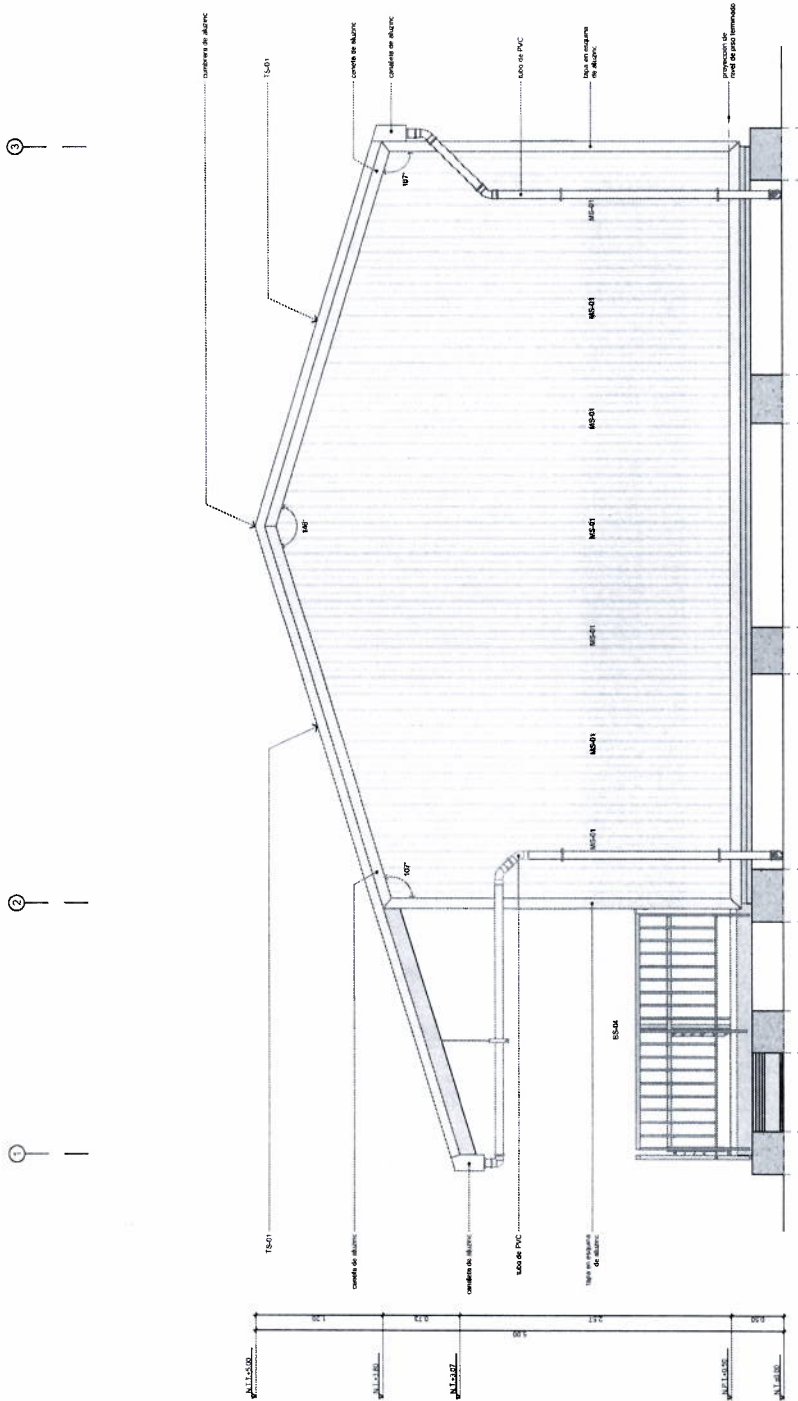 1
2
3
TS-01
cumbrera de aluzinc
TS-01
ceneta de aluzinc
ceneta de aluzinc
canaleta de aluzinc
canaleta de aluzinc
107°
146°
107°
tubo de PVC
tubo de PVC
tapa en esquina
de aluzinc
tapa en esquina
de aluzinc
MS-01
MS-01
MS-01
MS-01
MS-01
MS-01
MS-01
ES-04
proyección de
nivel de piso terminado
N.T.T +5.00
N.T.+3.80
N.T.+3.07
N.P.T.+0.50
N.T.±0.00
1.20
0.73
2.57
0.50
5.00